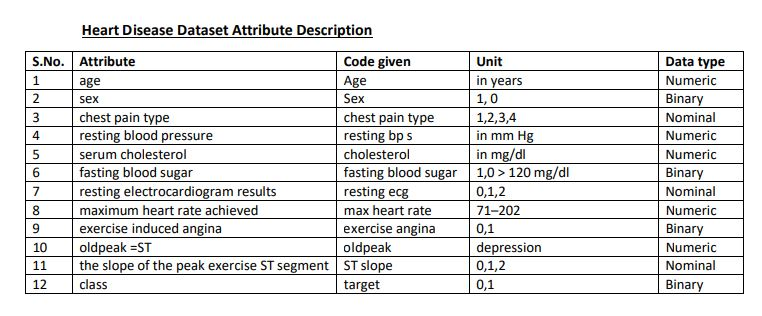 Heart Disease Dataset Attribute Description
S.No. Attribute Code given Unit Data type
1 age Age in years Numeric
2 sex Sex 1, 0 Binary
3 chest pain type chest pain type 1,2,3,4 Nominal
4 resting blood pressure resting bp s in mm Hg Numeric
5 serum cholesterol cholesterol in mg/dl Numeric
6 fasting blood sugar fasting blood sugar 1,0 > 120 mg/dl Binary
7 resting electrocardiogram results resting ecg 0,1,2 Nominal
8 maximum heart rate achieved max heart rate 71–202 Numeric
9 exercise induced angina exercise angina 0,1 Binary
10 oldpeak =ST oldpeak depression Numeric
11 the slope of the peak exercise ST segment ST slope 0,1,2 Nominal
12 class target 0,1 Binary